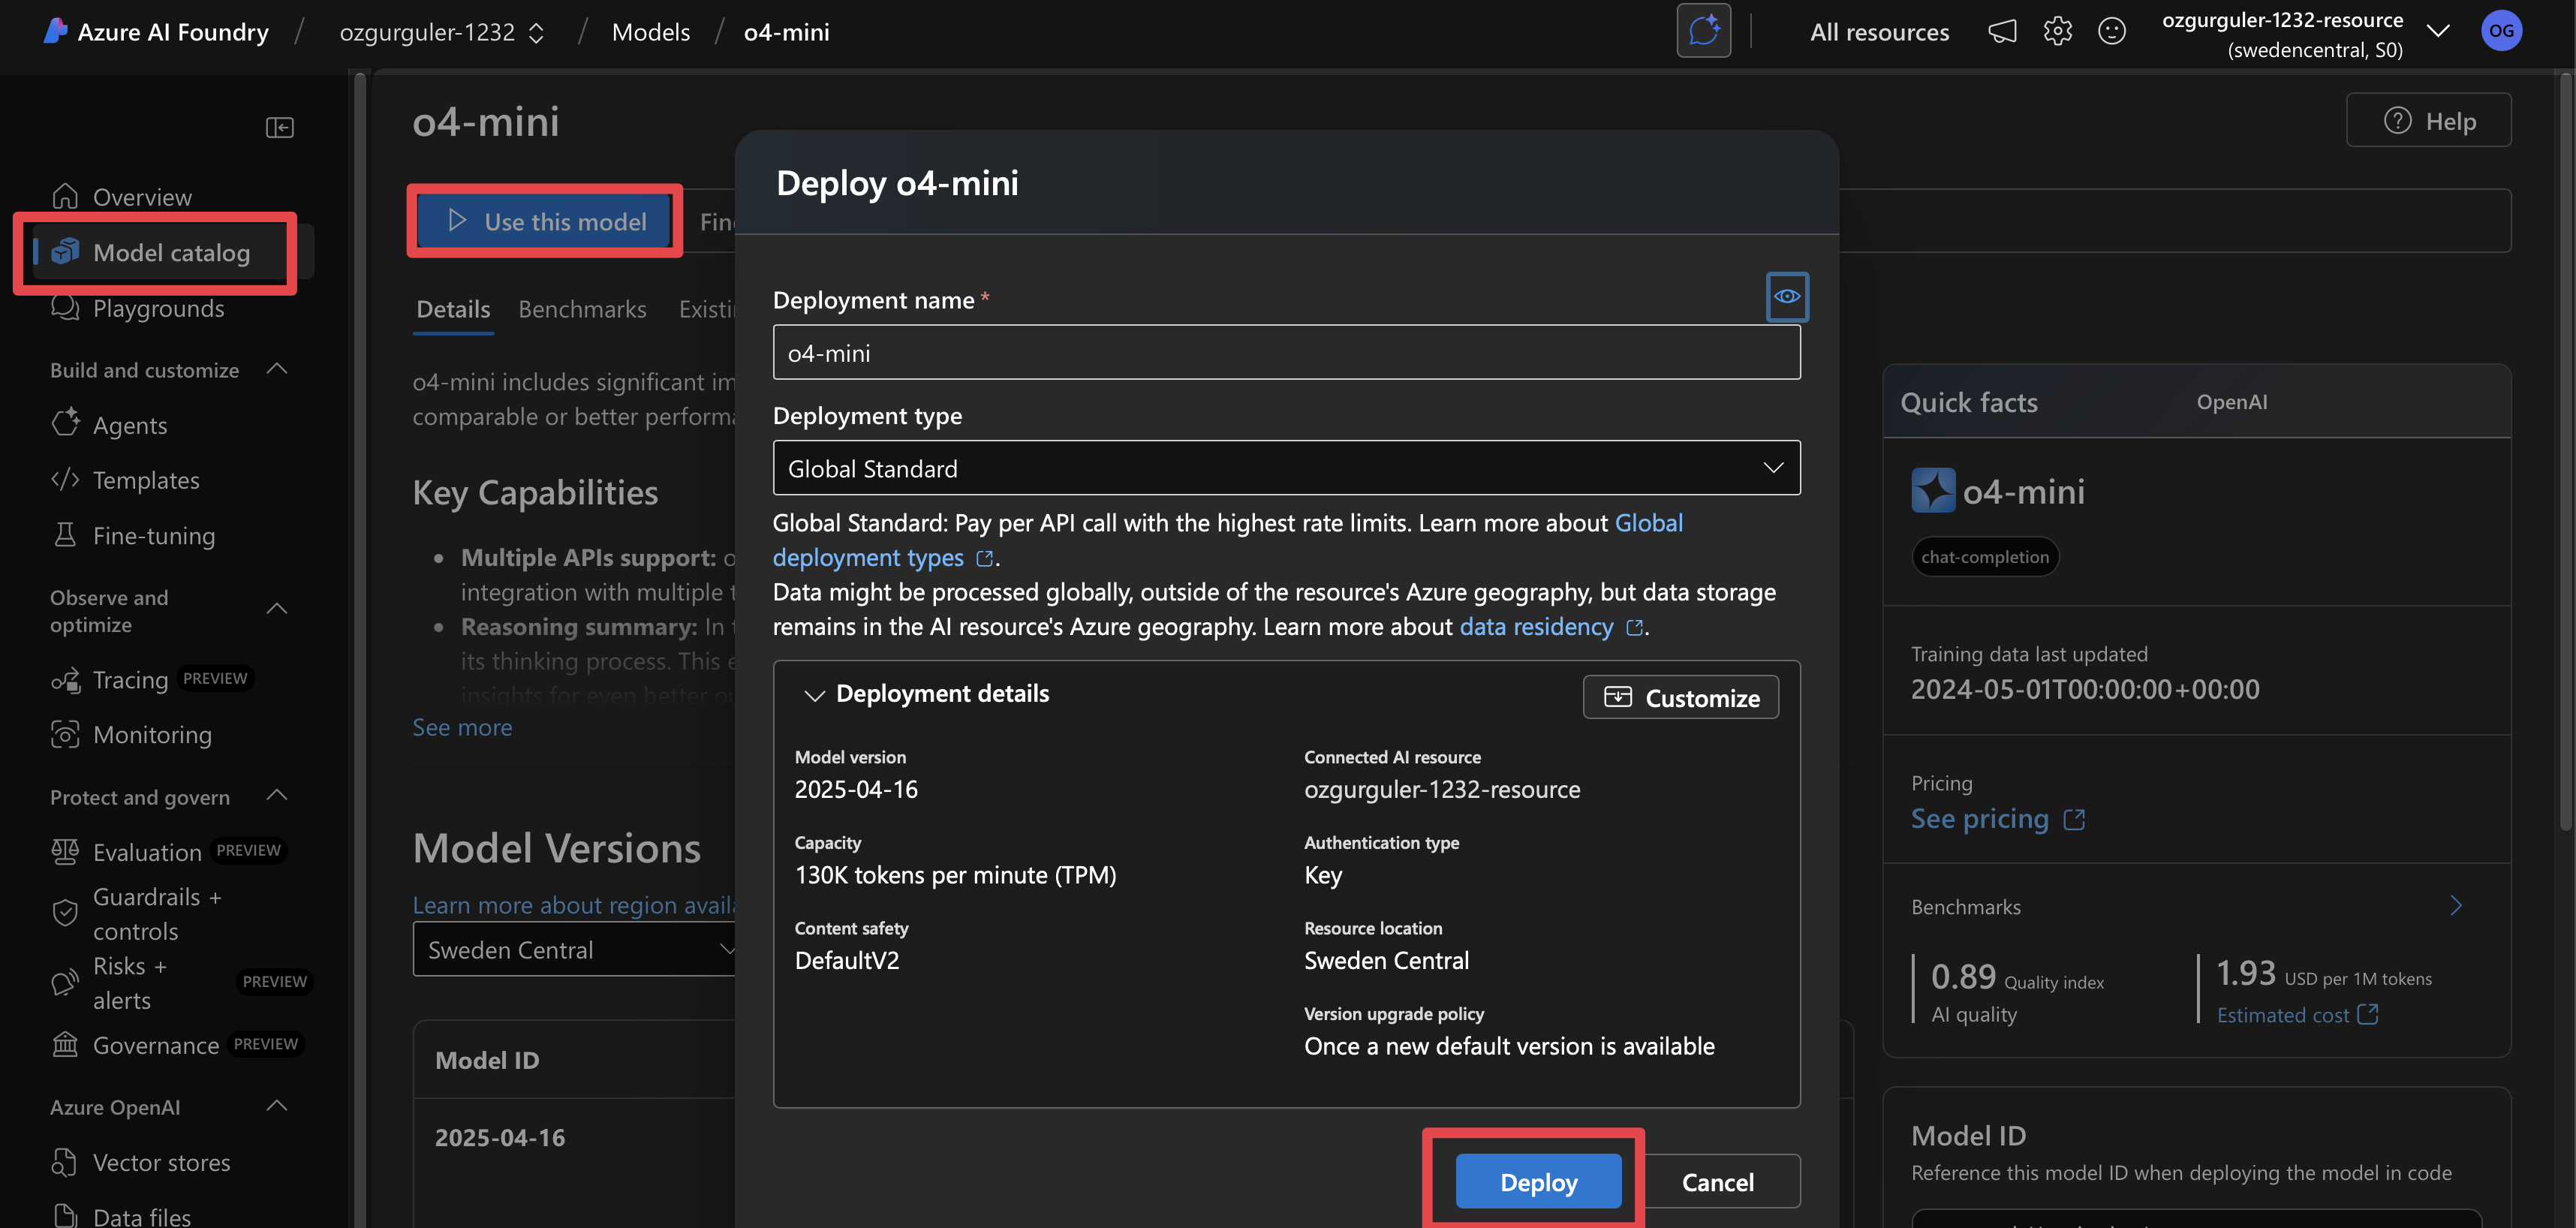 Azure AI Foundry / ozgurguler-1232 / Models / o4-mini
All resources
ozgurguler-1232-resource
(swedencentral, S0)
OG
Overview
Model catalog
Playgrounds
Build and customize
Agents
Templates
Fine-tuning
Observe and
optimize
Tracing PREVIEW
Monitoring
Protect and govern
Evaluation PREVIEW
Guardrails +
controls
Risks +
alerts PREVIEW
Governance PREVIEW
Azure OpenAI
Vector stores
Data files
o4-mini
Help
Use this model
Details Benchmarks
o4-mini includes significant
comparable or better
Key Capabilities
Multiple APIs support:
integration with multiple
Reasoning summary: In
its thinking process. This
insights for even better
See more
Model Versions
Learn more about region
Sweden Central
Model ID
2025-04-16
Deploy o4-mini
Deployment name *
o4-mini
Deployment type
Global Standard
Global Standard: Pay per API call with the highest rate limits. Learn more about Global
deployment types .
Data might be processed globally, outside of the resource's Azure geography, but data storage
remains in the AI resource's Azure geography. Learn more about data residency .
Deployment details
Customize
Model version
2025-04-16
Capacity
130K tokens per minute (TPM)
Content safety
DefaultV2
Connected AI resource
ozgurguler-1232-resource
Authentication type
Key
Resource location
Sweden Central
Version upgrade policy
Once a new default version is available
Deploy
Cancel
Quick facts
OpenAI
o4-mini
chat-completion
Training data last updated
2024-05-01T00:00:00+00:00
Pricing
See pricing
Benchmarks
0.89 Quality index
AI quality
1.93 USD per 1M tokens
Estimated cost
Model ID
Reference this model ID when deploying the model in code